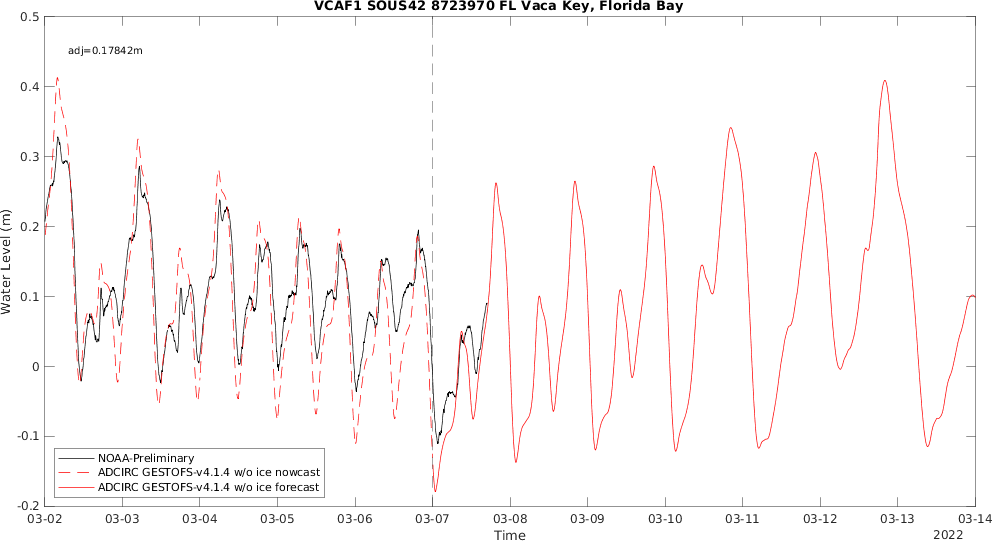 VCAF1 SOUS42 8723970 FL Vaca Key, Florida Bay
adj=0.17842m
Water Level (m)
0.5
0.4
0.3
0.2
0.1
0
-0.1
-0.2
NOAA-Preliminary
ADCIRC GESTOFS-v4.1.4 w/o ice nowcast
ADCIRC GESTOFS-v4.1.4 w/o ice forecast
03-02 03-03 03-04 03-05 03-06 03-07 03-08 03-09 03-10 03-11 03-12 03-13 03-14
Time
2022